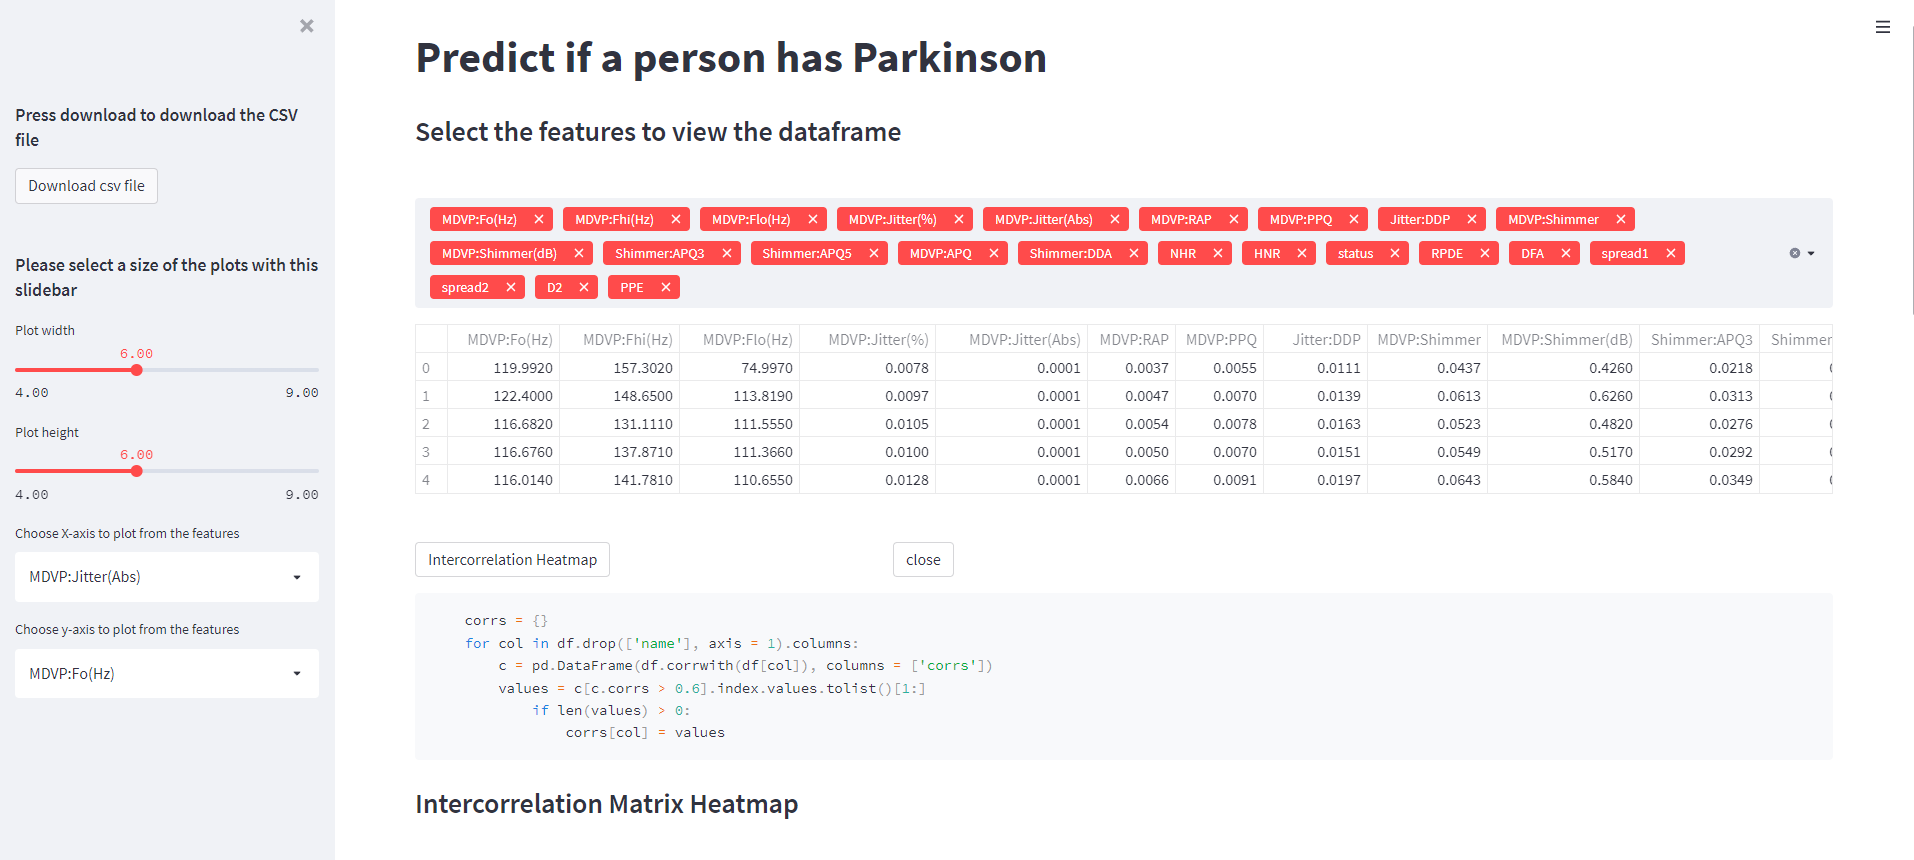 Press download to download the CSV
file
Download csv file
Please select a size of the plots with this
slidebar
Plot width
6.00
4.00 9.00
Plot height
6.00
4.00 9.00
Choose X-axis to plot from the features
MDVP:Jitter(Abs)
Choose y-axis to plot from the features
MDVP:Fo(Hz)
Predict if a person has Parkinson
Select the features to view the dataframe
MDVP:Fo(Hz) MDVP:Fhi(Hz) MDVP:Flo(Hz) MDVP:Jitter(%) MDVP:Jitter(Abs) MDVP:RAP MDVP:PPQ Jitter:DDP MDVP:Shimmer
MDVP:Shimmer(dB) Shimmer:APQ3 Shimmer:APQ5 MDVP:APQ Shimmer:DDA NHR HNR status RPDE DFA spread1
spread2 D2 PPE
MDVP:Fo(Hz) MDVP:Fhi(Hz) MDVP:Flo(Hz) MDVP:Jitter(%) MDVP:Jitter(Abs) MDVP:RAP MDVP:PPQ Jitter:DDP MDVP:Shimmer MDVP:Shimmer(dB) Shimmer:APQ3 Shimmer
0 119.9920 157.3020 74.9970 0.0078 0.0001 0.0037 0.0055 0.0111 0.0437 0.4260 0.0218
1 122.4000 148.6500 113.8190 0.0097 0.0001 0.0047 0.0070 0.0139 0.0613 0.6260 0.0313
2 116.6820 131.1110 111.5550 0.0105 0.0001 0.0054 0.0078 0.0163 0.0523 0.4820 0.0276
3 116.6760 137.8710 111.3660 0.0100 0.0001 0.0050 0.0070 0.0151 0.0549 0.5170 0.0292
4 116.0140 141.7810 110.6550 0.0128 0.0001 0.0066 0.0091 0.0197 0.0643 0.5840 0.0349
Intercorrelation Heatmap close
corrs = {}
for col in df.drop(['name'], axis = 1).columns:
    c = pd.DataFrame(df.corrwith(df[col]), columns = ['corrs'])
    values = c[c.corrs > 0.6].index.values.tolist()[1:]
        if len(values) > 0:
            corrs[col] = values
Intercorrelation Matrix Heatmap